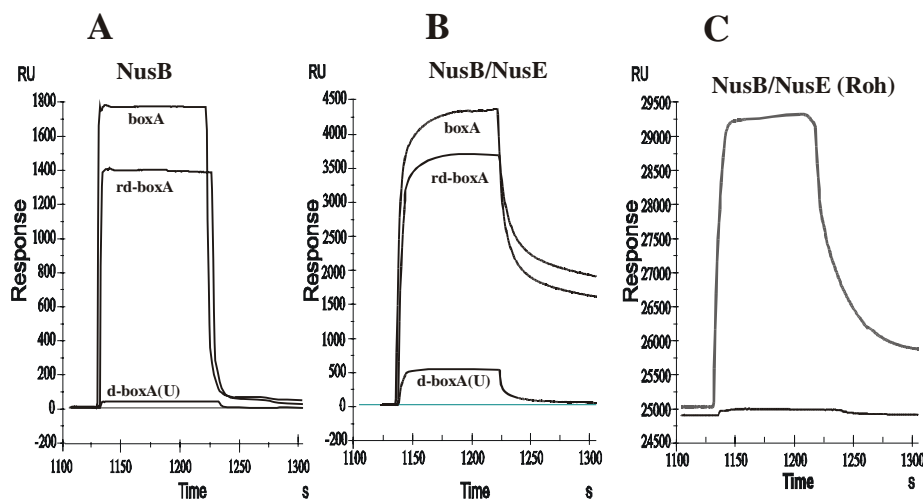 A
NusB
RU
1800
1600
1400
1200
1000
800
600
400
200
0
-200
Response
boxA
rd-boxA
d-boxA(U)
1100
1150
1200
1250
1300
Time
s
B
NusB/NusE
RU
4500
4000
3500
3000
2500
2000
1500
1000
500
0
-500
Response
boxA
rd-boxA
d-boxA(U)
1100
1150
1200
1250
1300
Time
s
C
NusB/NusE (Roh)
RU
29500
29000
28500
28000
27500
27000
26500
26000
25500
25000
24500
Response
1100
1150
1200
1250
1300
Time
s